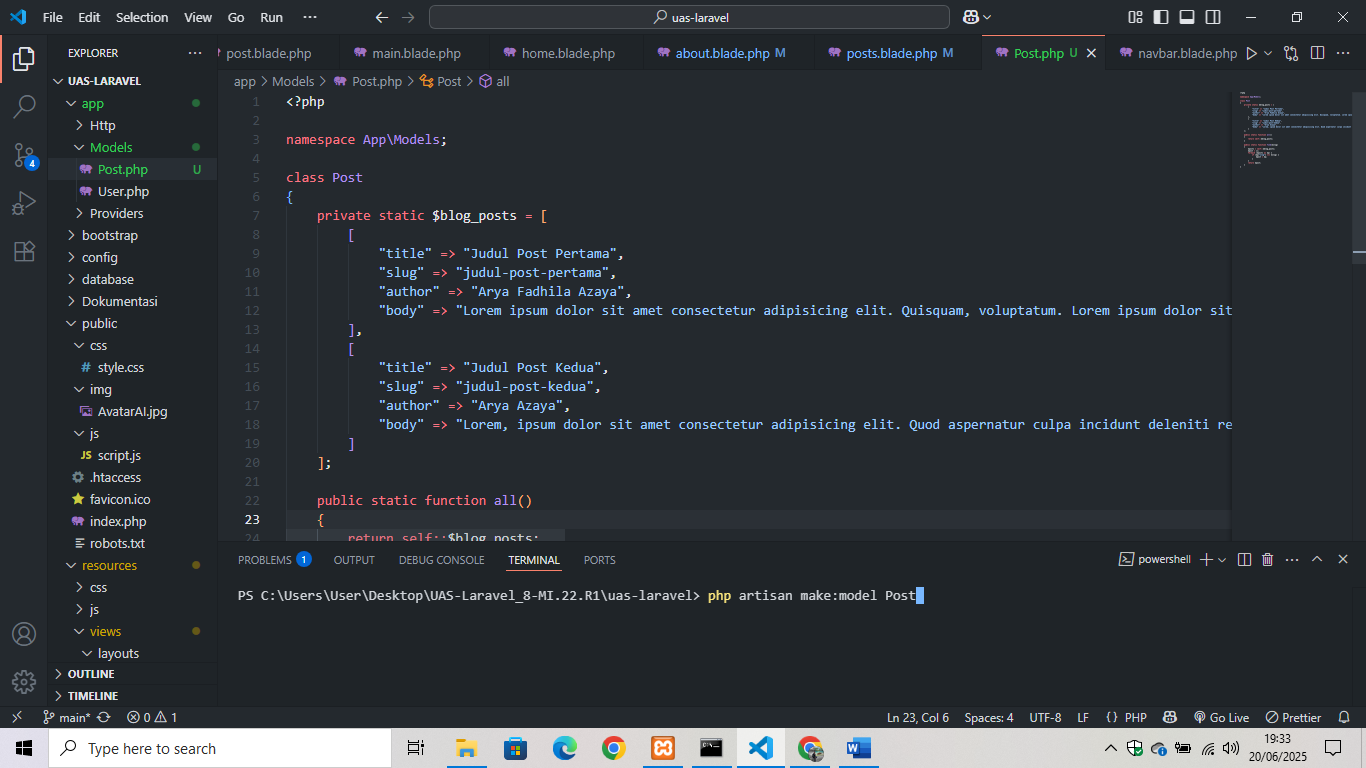 File Edit Selection View Go Run ··· uas-laravel
EXPLORER ···
post.blade.php main.blade.php home.blade.php about.blade.php M posts.blade.php M Post.php U navbar.blade.php ···
UAS-LARAVEL
app
Http
Models
Post.php U
User.php
Providers
bootstrap
config
database
Dokumentasi
public
css
# style.css
img
AvatarAI.jpg
js
JS script.js
.htaccess
favicon.ico
index.php
robots.txt
resources
css
js
views
layouts
OUTLINE
TIMELINE
4
app > Models > Post.php > Post > all
1 <?php
2
3 namespace App\Models;
4
5 class Post
6 {
7 private static $blog_posts = [
8 [
9 "title" => "Judul Post Pertama",
10 "slug" => "judul-post-pertama",
11 "author" => "Arya Fadhila Azaya",
12 "body" => "Lorem ipsum dolor sit amet consectetur adipisicing elit. Quisquam, voluptatum. Lorem ipsum dolor sit
13 ],
14 [
15 "title" => "Judul Post Kedua",
16 "slug" => "judul-post-kedua",
17 "author" => "Arya Azaya",
18 "body" => "Lorem, ipsum dolor sit amet consectetur adipisicing elit. Quod aspernatur culpa incidunt deleniti re
19 ]
20 ];
21
22 public static function all()
23 {
24 return self::$blog_posts;
PROBLEMS 1 OUTPUT DEBUG CONSOLE TERMINAL PORTS powershell ···
PS C:\Users\User\Desktop\UAS-Laravel_8-MI.22.R1\uas-laravel> php artisan make:model Post
main* 0 1 Ln 23, Col 6 Spaces: 4 UTF-8 LF {} PHP Go Live Prettier
Type here to search
19:33
20/06/2025